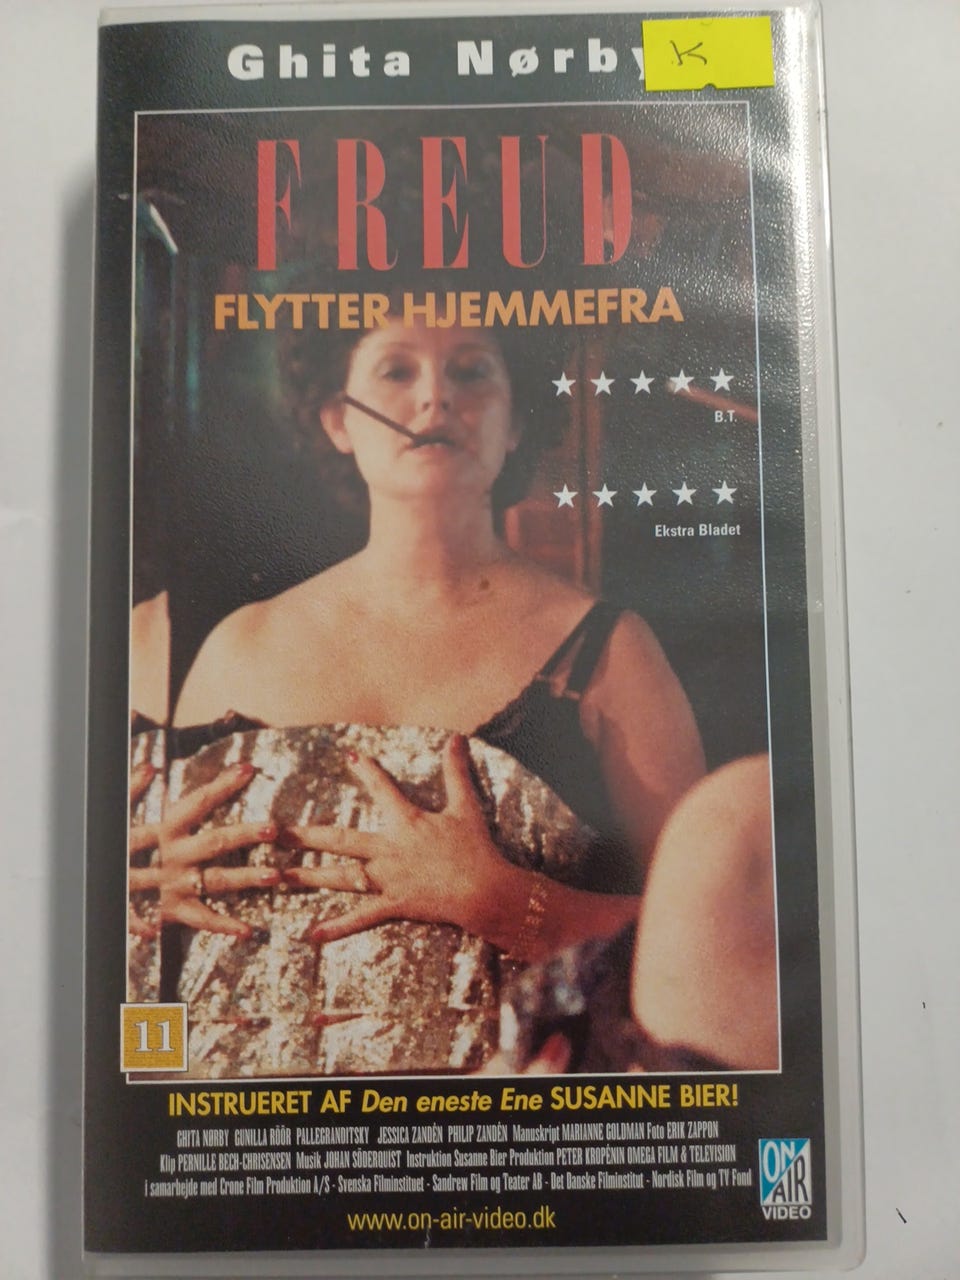 Ghita Nørby
K
FREUD
FLYTTER HJEMMEFRA
B.T.
Ekstra Bladet
11
INSTRUERET AF Den eneste Ene SUSANNE BIER!
GHITA NØRBY GUNILLA RÖÖR PALLEGRANDITSKY JESSICA ZANDÉN PHILIP ZANDÉN Manuskript MARIANNE GOLDMAN Foto ERIK ZAPPON
Klip PERNILLE BECH-CHRISENSEN Musik JOHAN SÖDERQUIST Instruktion Susanne Bier Produktion PETER KROPÉNIN OMEGA FILM & TELEVISION
i samarbejde med Crone Film Produktion A/S - Svenska Filminstituet - Sandrew Film og Teater AB - Det Danske Filminstitut - Nordisk Film og TV Fond
www.on-air-video.dk
ON
AIR
VIDEO